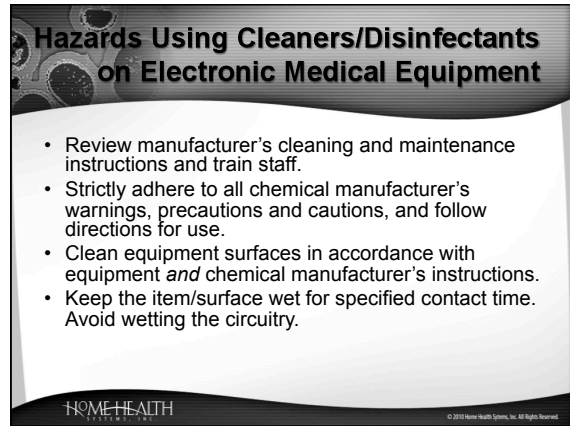 Hazards Using Cleaners/Disinfectants
on Electronic Medical Equipment
• Review manufacturer’s cleaning and maintenance
instructions and train staff.
• Strictly adhere to all chemical manufacturer’s
warnings, precautions and cautions, and follow
directions for use.
• Clean equipment surfaces in accordance with
equipment and chemical manufacturer’s instructions.
• Keep the item/surface wet for specified contact time.
Avoid wetting the circuitry.
HOME HEALTH
SYSTEMS, INC.
© 2010 Home Health Sytems, Inc. All Rights Reserved.